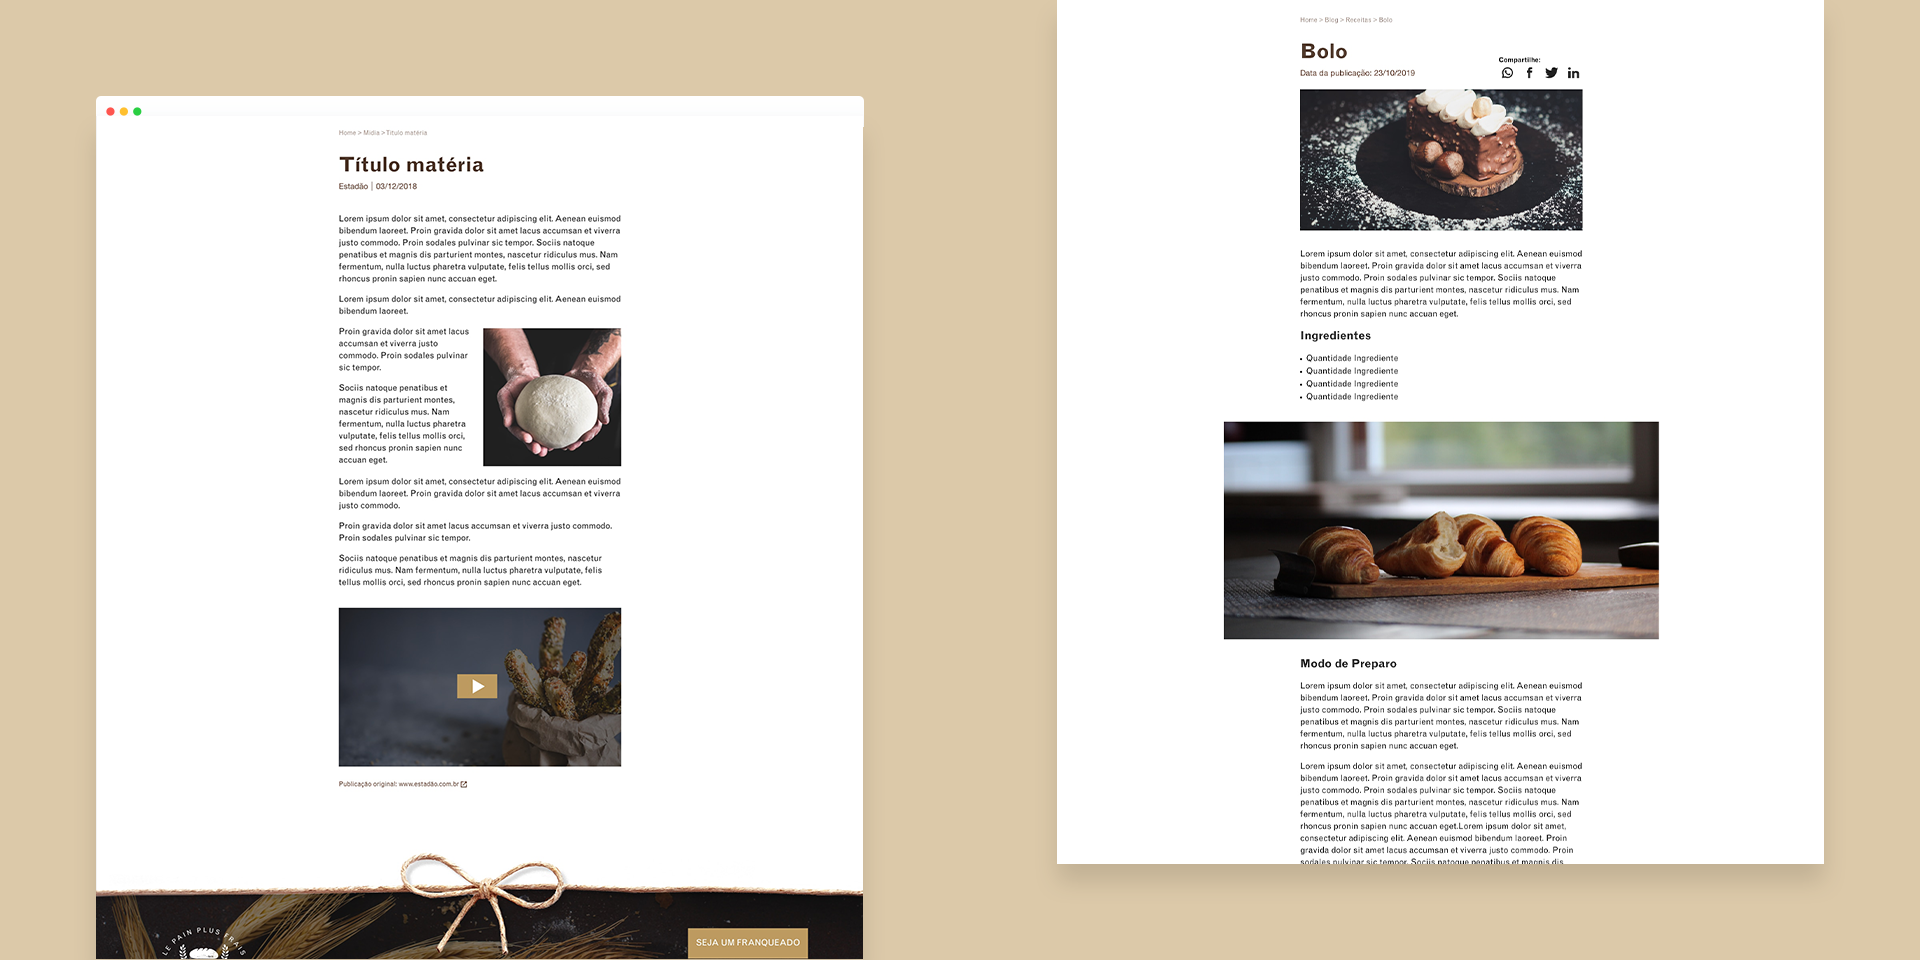 Home > Mídia > Título matéria
Título matéria
Estadão | 03/12/2018
Lorem ipsum dolor sit amet, consectetur adipiscing elit. Aenean euismod
bibendum laoreet. Proin gravida dolor sit amet lacus accumsan et viverra
justo commodo. Proin sodales pulvinar sic tempor. Sociis natoque
penatibus et magnis dis parturient montes, nascetur ridiculus mus. Nam
fermentum, nulla luctus pharetra vulputate, felis tellus mollis orci, sed
rhoncus pronin sapien nunc accuan eget.
Lorem ipsum dolor sit amet, consectetur adipiscing elit. Aenean euismod
bibendum laoreet.
Proin gravida dolor sit amet lacus
accumsan et viverra justo
commodo. Proin sodales pulvinar
sic tempor.
Sociis natoque penatibus et
magnis dis parturient montes,
nascetur ridiculus mus. Nam
fermentum, nulla luctus pharetra
vulputate, felis tellus mollis orci,
sed rhoncus pronin sapien nunc
accuan eget.
Lorem ipsum dolor sit amet, consectetur adipiscing elit. Aenean euismod
bibendum laoreet. Proin gravida dolor sit amet lacus accumsan et viverra
justo commodo.
Proin gravida dolor sit amet lacus accumsan et viverra justo commodo.
Proin sodales pulvinar sic tempor.
Sociis natoque penatibus et magnis dis parturient montes, nascetur
ridiculus mus. Nam fermentum, nulla luctus pharetra vulputate, felis
tellus mollis orci, sed rhoncus pronin sapien nunc accuan eget.
Publicação original: www.estadão.com.br
LE PAIN PLUS FRAIS
SEJA UM FRANQUEADO
Home > Blog > Receitas > Bolo
Bolo
Data da publicação: 23/10/2019
Compartilhe:
Lorem ipsum dolor sit amet, consectetur adipiscing elit. Aenean euismod
bibendum laoreet. Proin gravida dolor sit amet lacus accumsan et viverra
justo commodo. Proin sodales pulvinar sic tempor. Sociis natoque
penatibus et magnis dis parturient montes, nascetur ridiculus mus. Nam
fermentum, nulla luctus pharetra vulputate, felis tellus mollis orci, sed
rhoncus pronin sapien nunc accuan eget.
Ingredientes
• Quantidade Ingrediente
• Quantidade Ingrediente
• Quantidade Ingrediente
• Quantidade Ingrediente
Modo de Preparo
Lorem ipsum dolor sit amet, consectetur adipiscing elit. Aenean euismod
bibendum laoreet. Proin gravida dolor sit amet lacus accumsan et viverra
justo commodo. Proin sodales pulvinar sic tempor. Sociis natoque
penatibus et magnis dis parturient montes, nascetur ridiculus mus. Nam
fermentum, nulla luctus pharetra vulputate, felis tellus mollis orci, sed
rhoncus pronin sapien nunc accuan eget.
Lorem ipsum dolor sit amet, consectetur adipiscing elit. Aenean euismod
bibendum laoreet. Proin gravida dolor sit amet lacus accumsan et viverra
justo commodo. Proin sodales pulvinar sic tempor. Sociis natoque
penatibus et magnis dis parturient montes, nascetur ridiculus mus. Nam
fermentum, nulla luctus pharetra vulputate, felis tellus mollis orci, sed
rhoncus pronin sapien nunc accuan eget.Lorem ipsum dolor sit amet,
consectetur adipiscing elit. Aenean euismod bibendum laoreet. Proin
gravida dolor sit amet lacus accumsan et viverra justo commodo. Proin
sodales pulvinar sic tempor. Sociis natoque penatibus et magnis dis